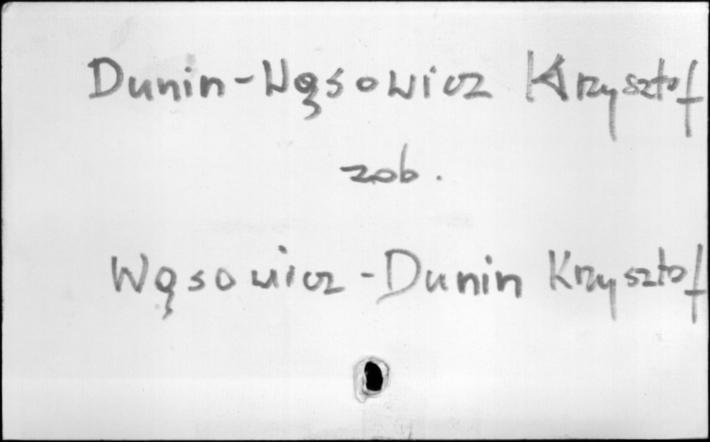 Dunin-Wąsowicz Krzysztof
zob.
Wąsowicz-Dunin Krzysztof